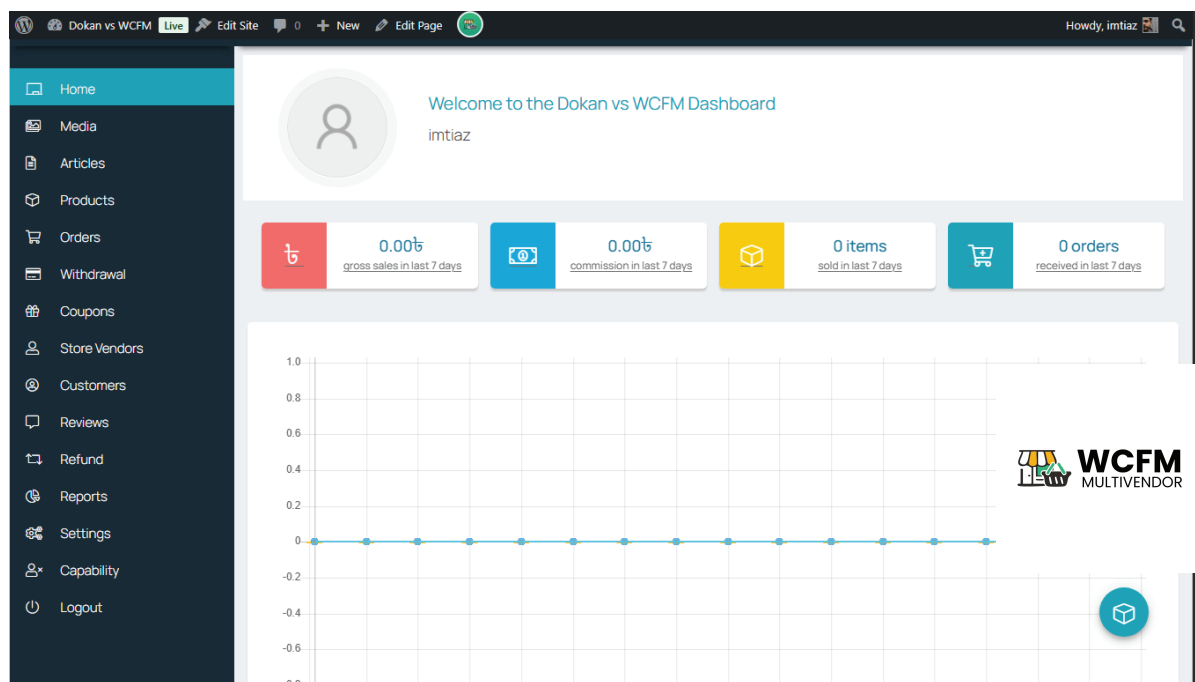 Dokan vs WCFM Live Edit Site 0 New Edit Page Howdy, imtiaz
Home
Media
Articles
Products
Orders
Withdrawal
Coupons
Store Vendors
Customers
Reviews
Refund
Reports
Settings
Capability
Logout
Welcome to the Dokan vs WCFM Dashboard
imtiaz
৳
0.00৳
gross sales in last 7 days
0.00৳
commission in last 7 days
0 items
sold in last 7 days
0 orders
received in last 7 days
1.0
0.8
0.6
0.4
0.2
0
-0.2
-0.4
-0.6
WCFM
MULTIVENDOR